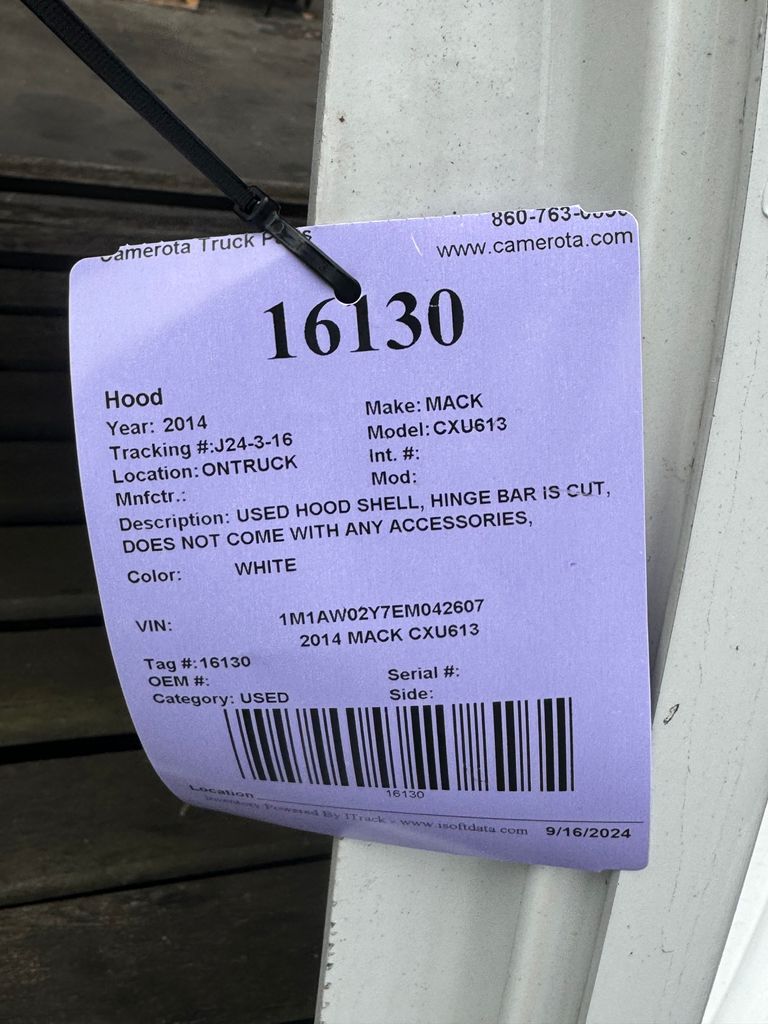 Camerota Truck 860-763-
www.camerota.com
16130
Hood
Year: 2014 Make: MACK
Tracking #:J24-3-16 Model: CXU613
Location: ONTRUCK Int. #:
Mnfctr.: Mod:
Description: USED HOOD SHELL, HINGE BAR IS CUT,
DOES NOT COME WITH ANY ACCESSORIES,
Color: WHITE
VIN: 1M1AW02Y7EM042607
2014 MACK CXU613
Tag #:16130
OEM #: Serial #:
Category: USED Side:
16130
Location
Inventory Powered By ITrack - www.isoftdata.com 9/16/2024